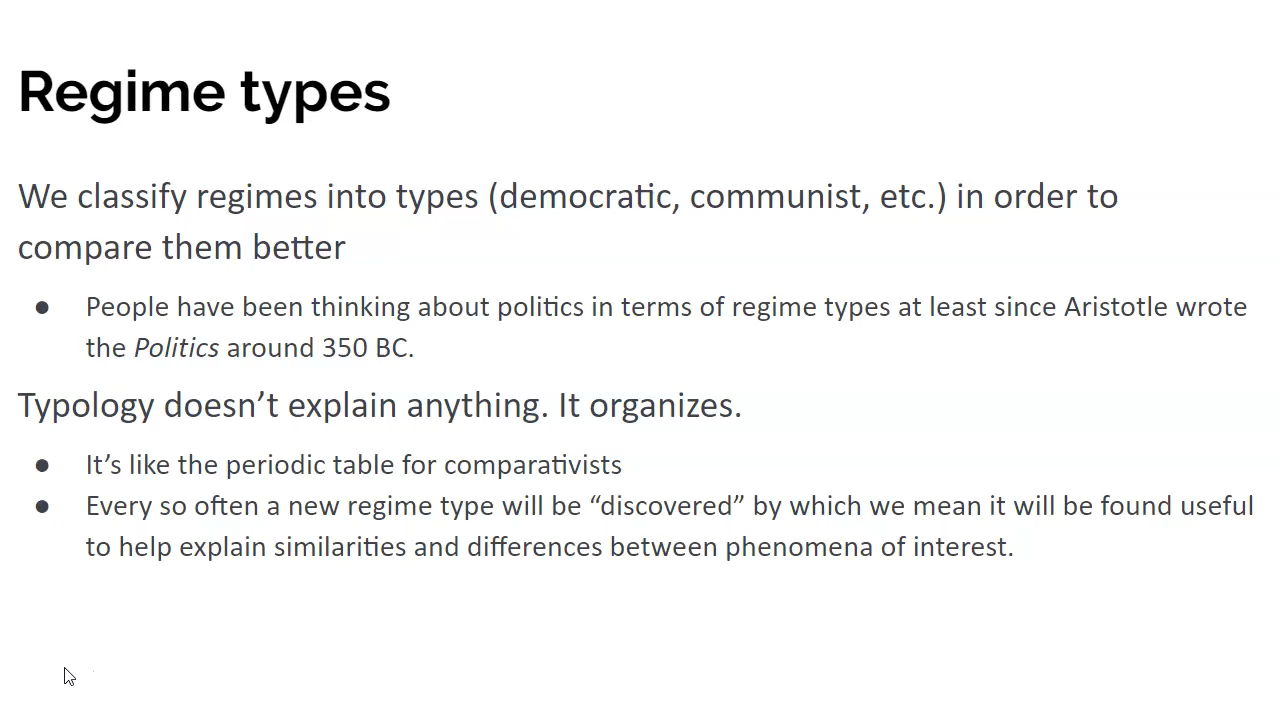 Regime types
We classify regimes into types (democratic, communist, etc.) in order to
compare them better
● People have been thinking about politics in terms of regime types at least since Aristotle wrote
the Politics around 350 BC.
Typology doesn’t explain anything. It organizes.
● It’s like the periodic table for comparativists
● Every so often a new regime type will be “discovered” by which we mean it will be found useful
to help explain similarities and differences between phenomena of interest.